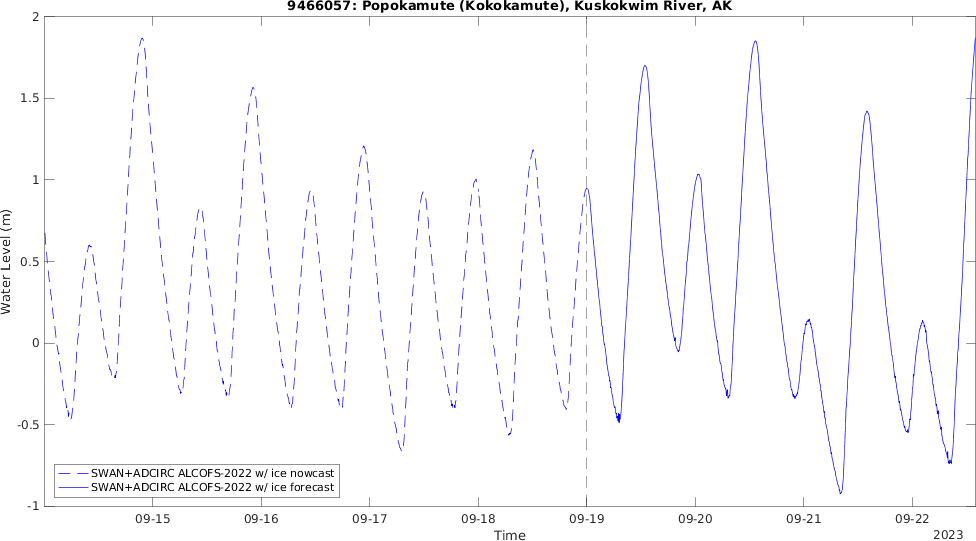 9466057: Popokamute (Kokokamute), Kuskokwim River, AK
2
1.5
1
0.5
0
-0.5
-1
Water Level (m)
SWAN+ADCIRC ALCOFS-2022 w/ ice nowcast
SWAN+ADCIRC ALCOFS-2022 w/ ice forecast
09-15 09-16 09-17 09-18 09-19 09-20 09-21 09-22
Time
2023